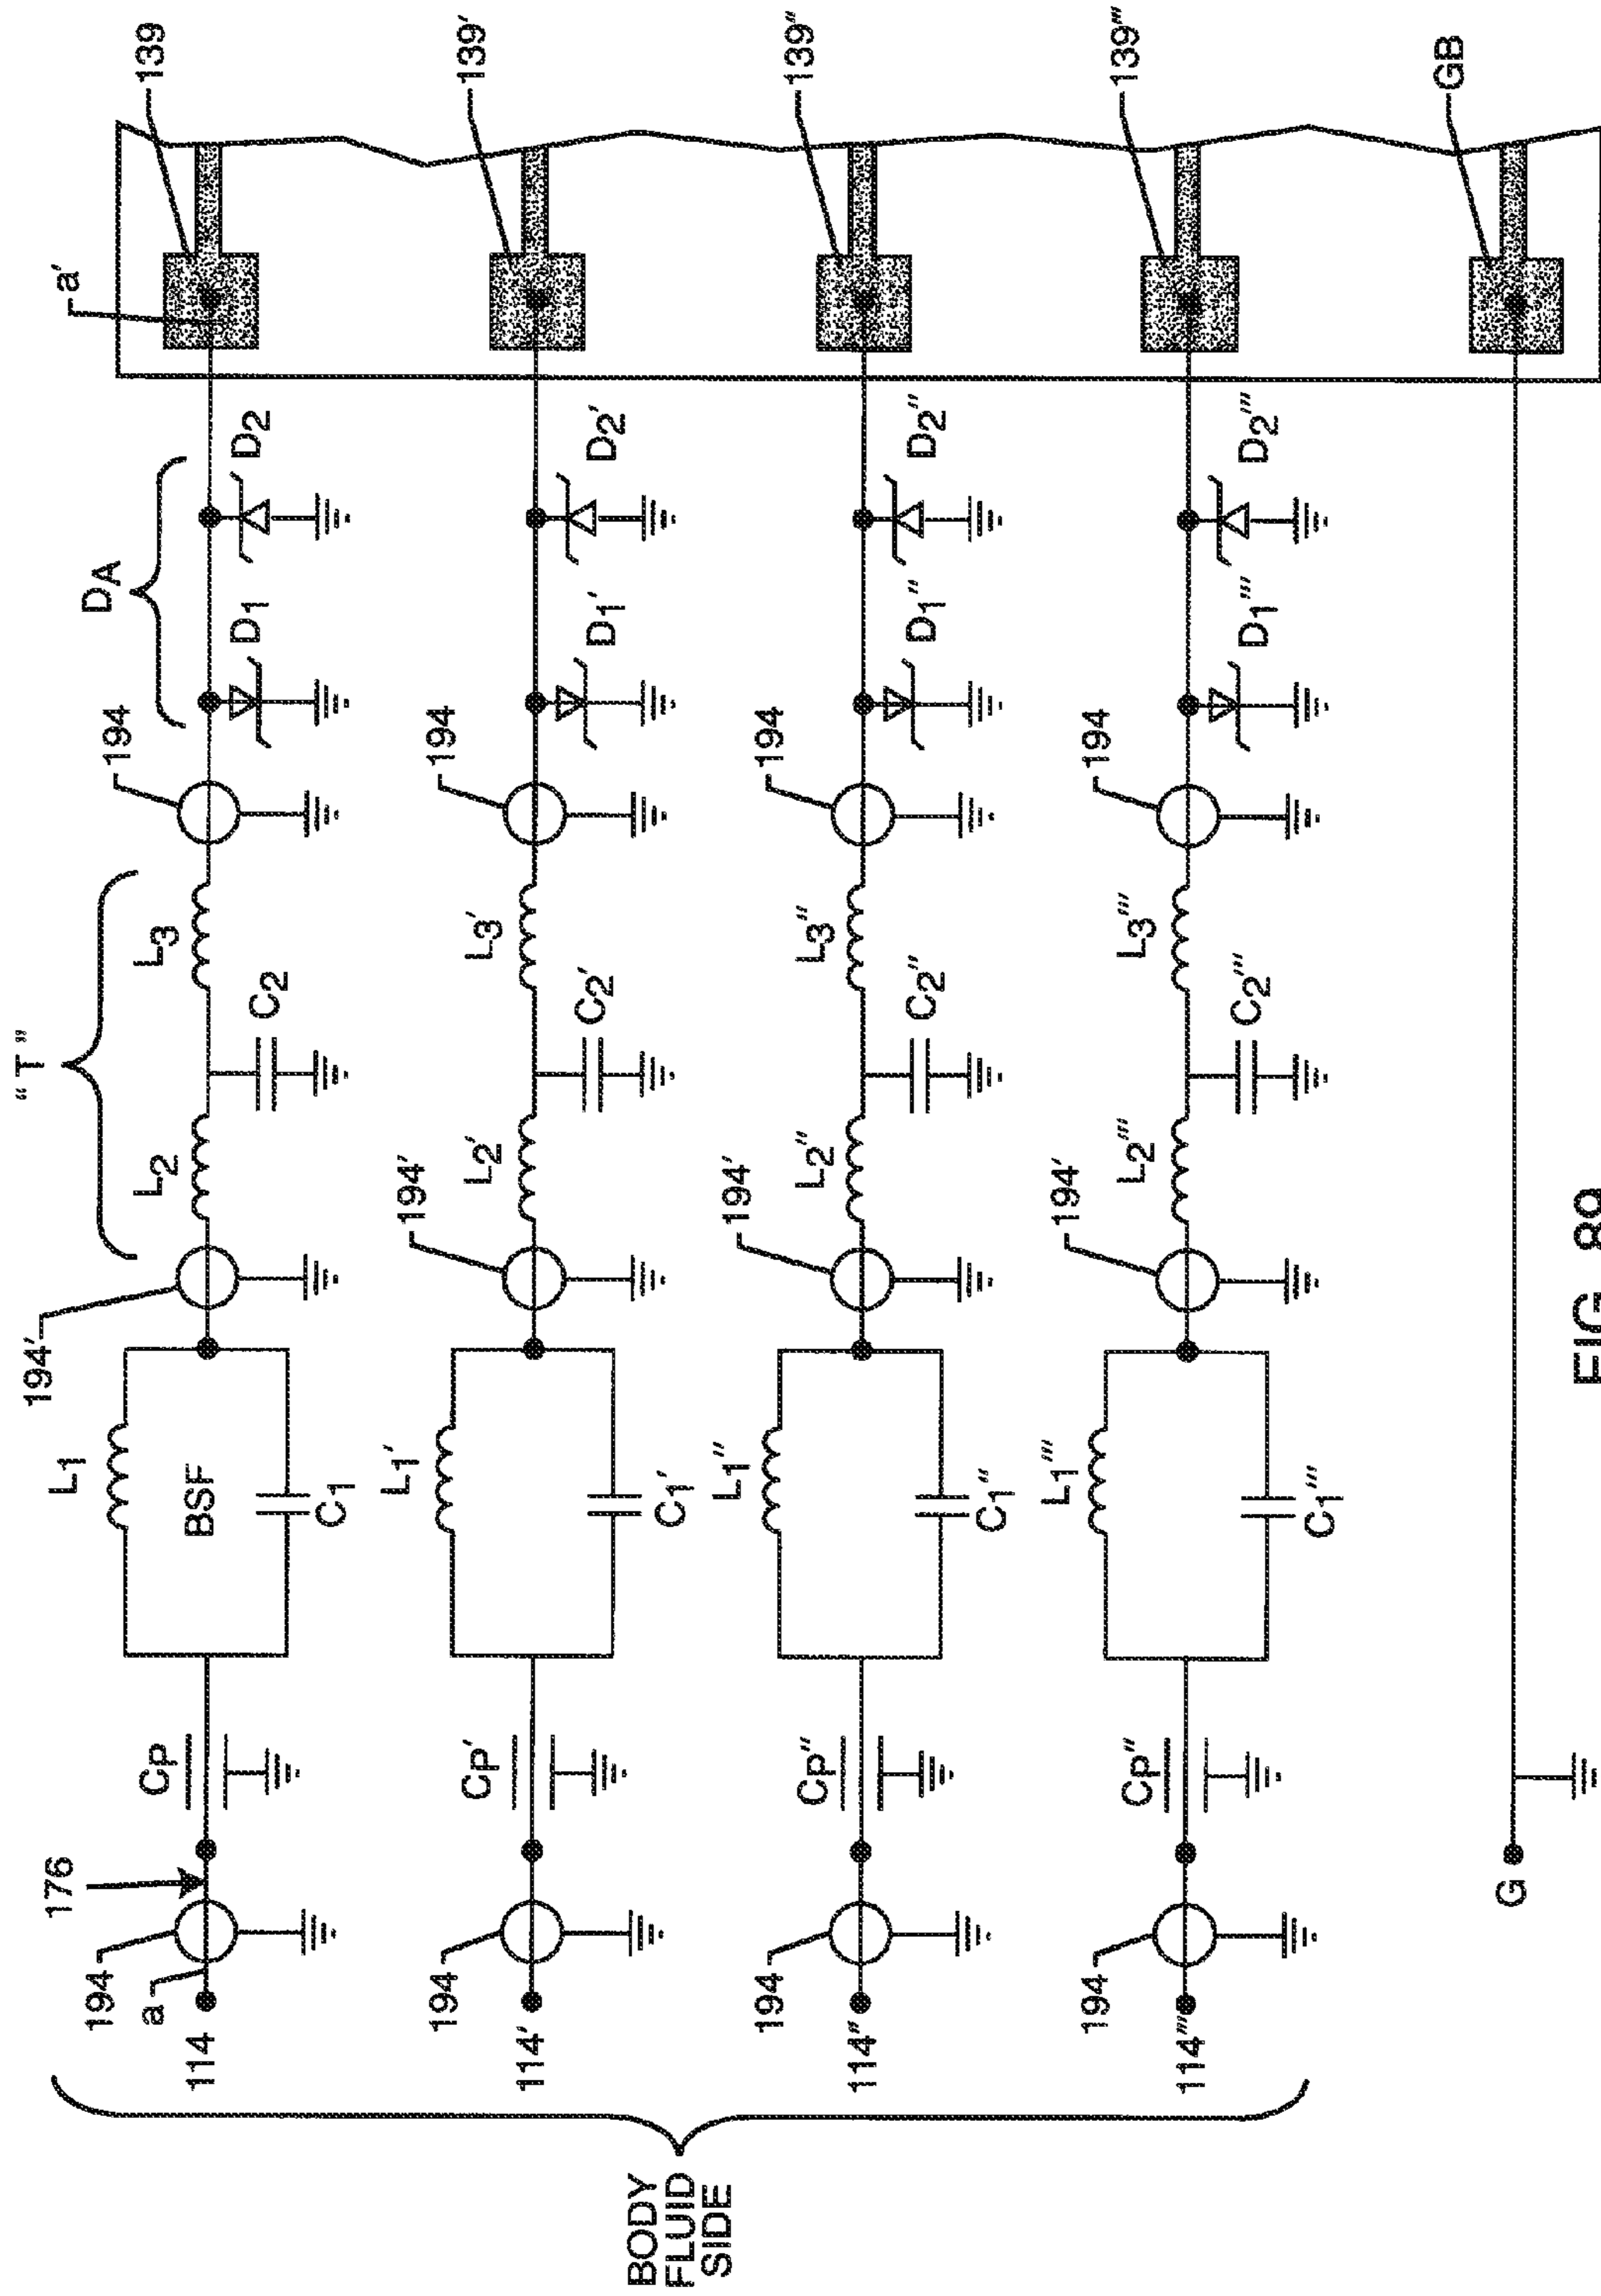 BODY
FLUID
SIDE
114
a
194
176
CP
L1
BSF
C1
194'
"T"
L2
C2
L3
194
DA
D1
D2
a'
139
114'
194
CP'
L1'
C1'
194'
L2'
C2'
L3'
194
D1'
D2'
139'
114"
194
CP"
L1"
C1"
194'
L2"
C2"
L3"
194
D1"
D2"
139"
114'''
194
CP"
L1'''
C1'''
194'
L2'''
C2'''
L3'''
194
D1'''
D2'''
139'''
G
GB
FIG. 89